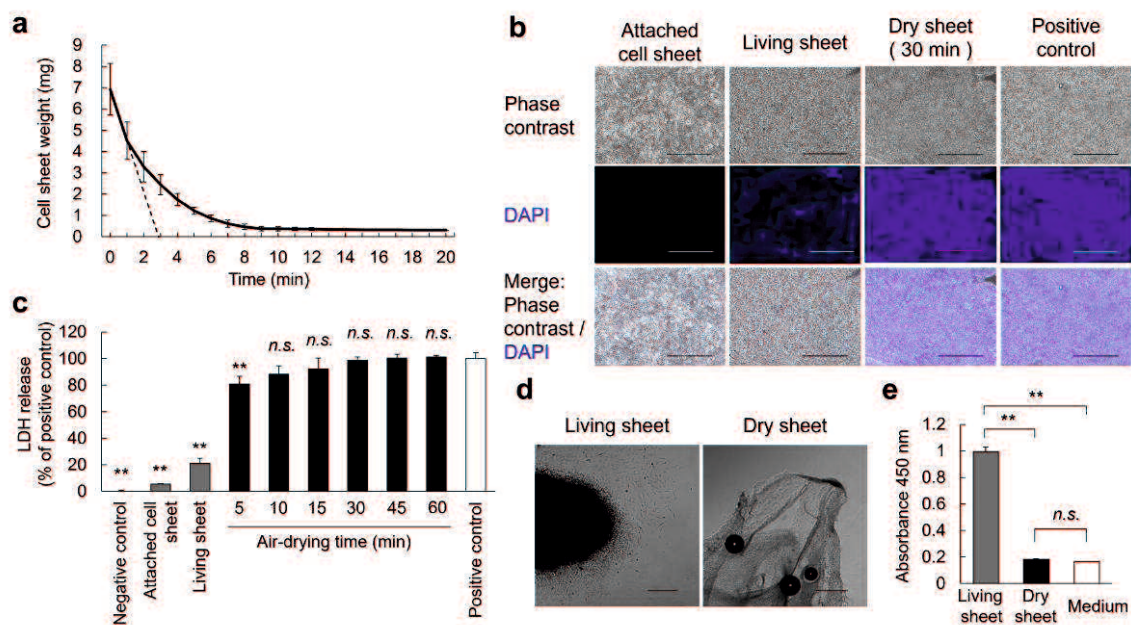 a
Cell sheet weight (mg)
9
8
7
6
5
4
3
2
1
0
0 2 4 6 8 10 12 14 16 18 20
Time (min)
b
Attached
cell sheet
Living sheet
Dry sheet
( 30 min )
Positive
control
Phase
contrast
DAPI
Merge:
Phase
contrast /
DAPI
c
LDH release
(% of positive control)
120
100
80
60
40
20
0
** ** ** ** n.s. n.s. n.s. n.s. n.s.
Negative control
Attached cell
sheet
Living sheet
5 10 15 30 45 60
Air-drying time (min)
Positive control
d
Living sheet
Dry sheet
e
Absorbance 450 nm
1.2
1
0.8
0.6
0.4
0.2
0
**
**
n.s.
Living
sheet
Dry
sheet
Medium